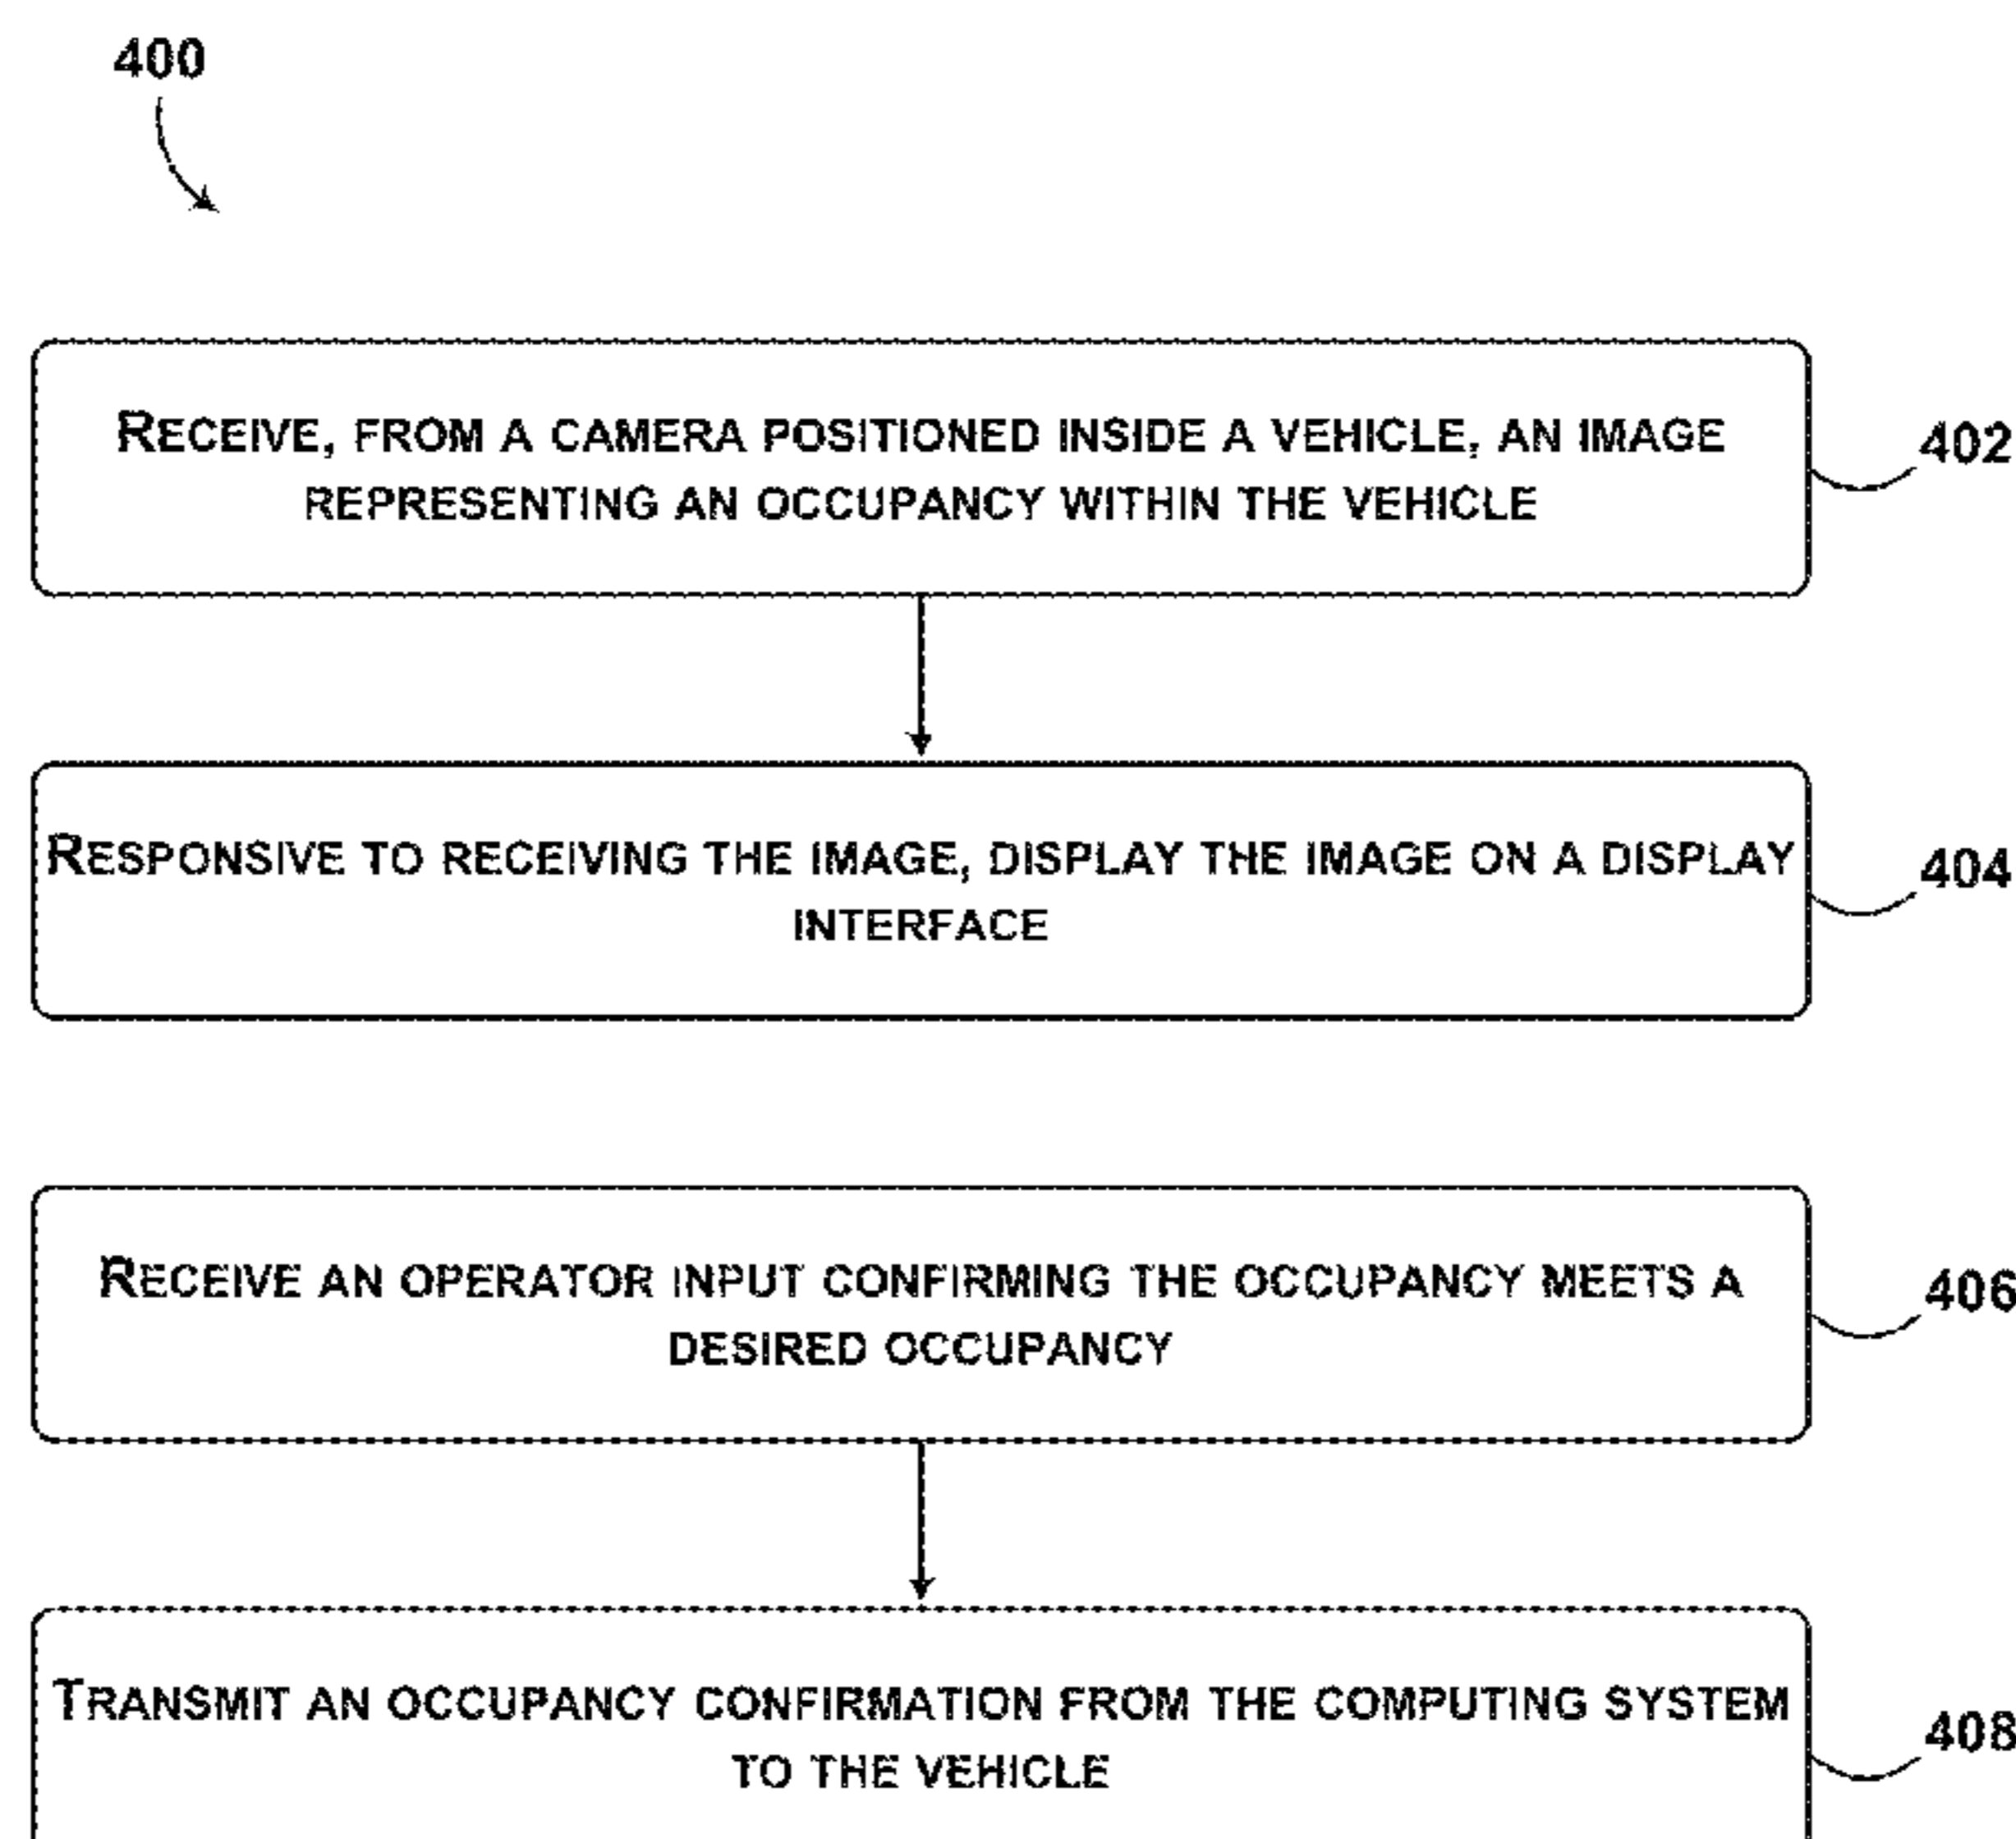 400
RECEIVE, FROM A CAMERA POSITIONED INSIDE A VEHICLE, AN IMAGE
REPRESENTING AN OCCUPANCY WITHIN THE VEHICLE
402
RESPONSIVE TO RECEIVING THE IMAGE, DISPLAY THE IMAGE ON A DISPLAY
INTERFACE
404
RECEIVE AN OPERATOR INPUT CONFIRMING THE OCCUPANCY MEETS A
DESIRED OCCUPANCY
406
TRANSMIT AN OCCUPANCY CONFIRMATION FROM THE COMPUTING SYSTEM
TO THE VEHICLE
408